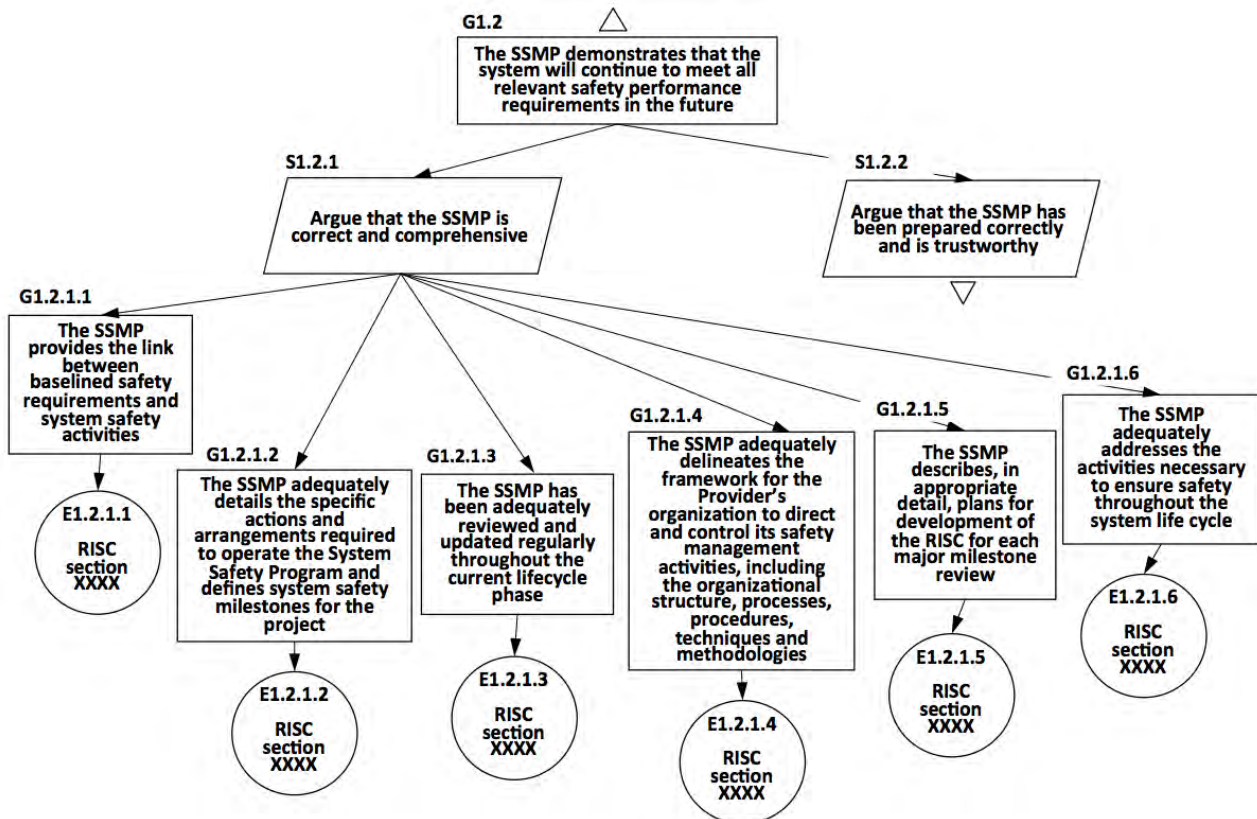 G1.2
The SSMP demonstrates that the
system will continue to meet all
relevant safety performance
requirements in the future
S1.2.1
Argue that the SSMP is
correct and comprehensive
S1.2.2
Argue that the SSMP has
been prepared correctly
and is trustworthy
G1.2.1.1
The SSMP
provides the link
between
baselined safety
requirements and
system safety
activities
E1.2.1.1
RISC
section
XXXX
G1.2.1.2
The SSMP adequately
details the specific
actions and
arrangements required
to operate the System
Safety Program and
defines system safety
milestones for the
project
E1.2.1.2
RISC
section
XXXX
G1.2.1.3
The SSMP has
been adequately
reviewed and
updated regularly
throughout the
current lifecycle
phase
E1.2.1.3
RISC
section
XXXX
G1.2.1.4
The SSMP adequately
delineates the
framework for the
Provider's
organization to direct
and control its safety
management
activities, including
the organizational
structure, processes,
procedures,
techniques and
methodologies
E1.2.1.4
RISC
section
XXXX
G1.2.1.5
The SSMP
describes, in
appropriate
detail, plans for
development of
the RISC for each
major milestone
review
E1.2.1.5
RISC
section
XXXX
G1.2.1.6
The SSMP
adequately
addresses the
activities necessary
to ensure safety
throughout the
system life cycle
E1.2.1.6
RISC
section
XXXX